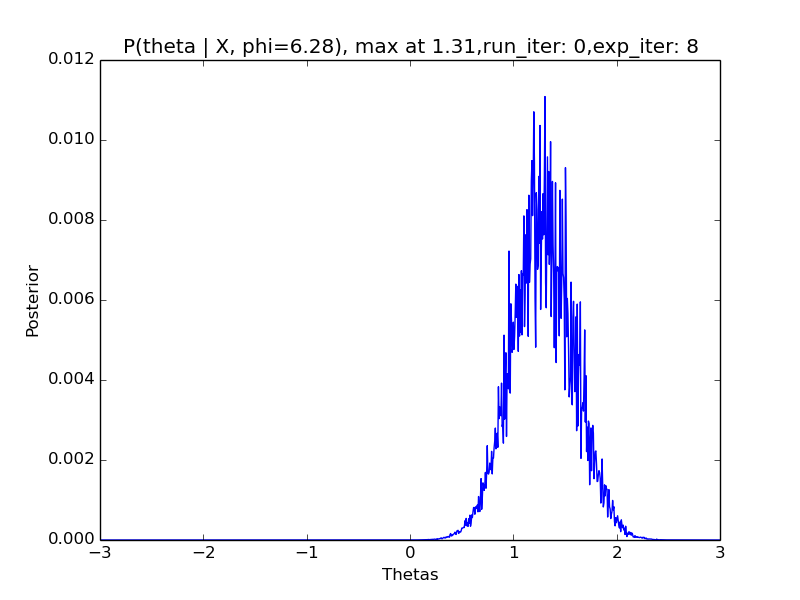 P(theta | X, phi=6.28), max at 1.31,run_iter: 0,exp_iter: 8
0.012
0.010
0.008
0.006
0.004
0.002
0.000
Posterior
−3 −2 −1 0 1 2 3
Thetas